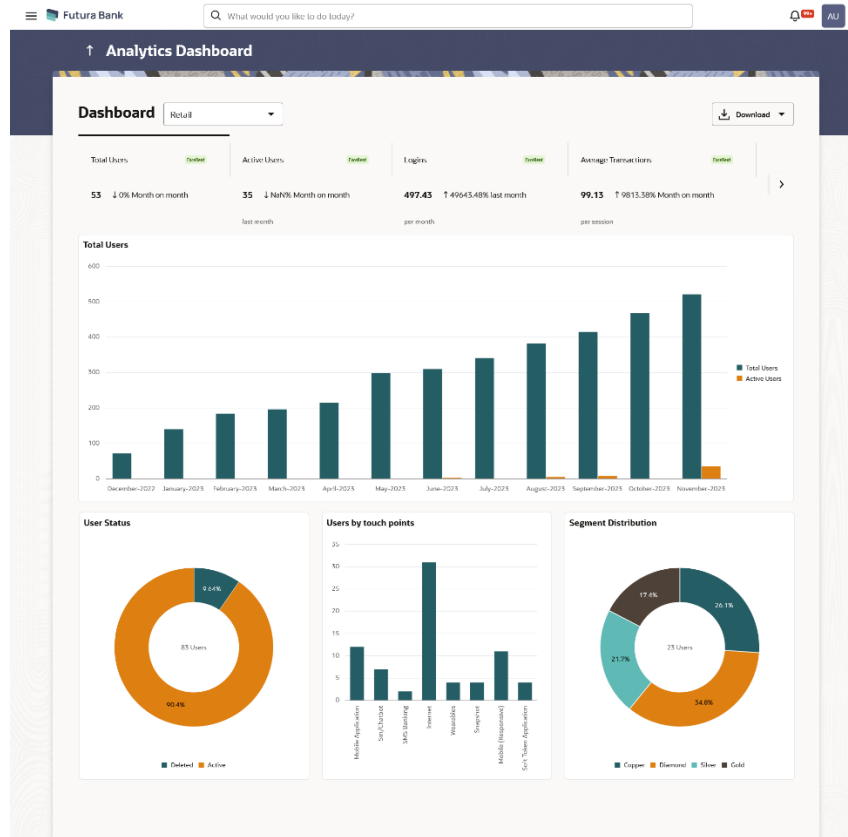 Futura Bank
What would you like to do today?
99+
AU
↑ Analytics Dashboard
Dashboard
Retail
Download
Total Users Excellent
Active Users Excellent
Logins Excellent
Average Transactions Excellent
53 ↓ 0% Month on month
35 ↓ NaN% Month on month
497.43 ↑ 49643.48% last month
99.13 ↑ 9813.38% Month on month
last month
per month
per session
Total Users
600
500
400
300
200
100
0
December-2022 January-2023 February-2023 March-2023 April-2023 May-2023 June-2023 July-2023 August-2023 September-2023 October-2023 November-2023
Total Users
Active Users
User Status
9.64%
83 Users
90.4%
Deleted Active
Users by touch points
35
30
25
20
15
10
5
0
Mobile Application
Siri/Chatbot
SMS Banking
Internet
Wearables
Snapshot
Mobile (Responsive)
Soft Token Application
Segment Distribution
17.4%
26.1%
21.7%
23 Users
34.8%
Copper Diamond Silver Gold